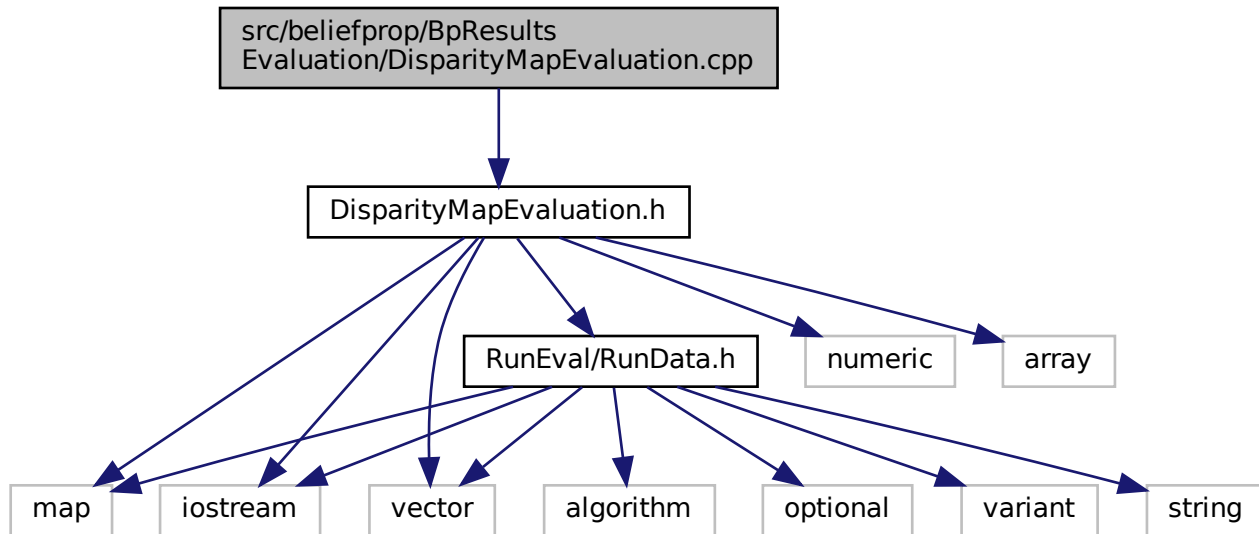 src/beliefprop/BpResults
Evaluation/DisparityMapEvaluation.cpp
DisparityMapEvaluation.h
RunEval/RunData.h
numeric
array
map
iostream
vector
algorithm
optional
variant
string